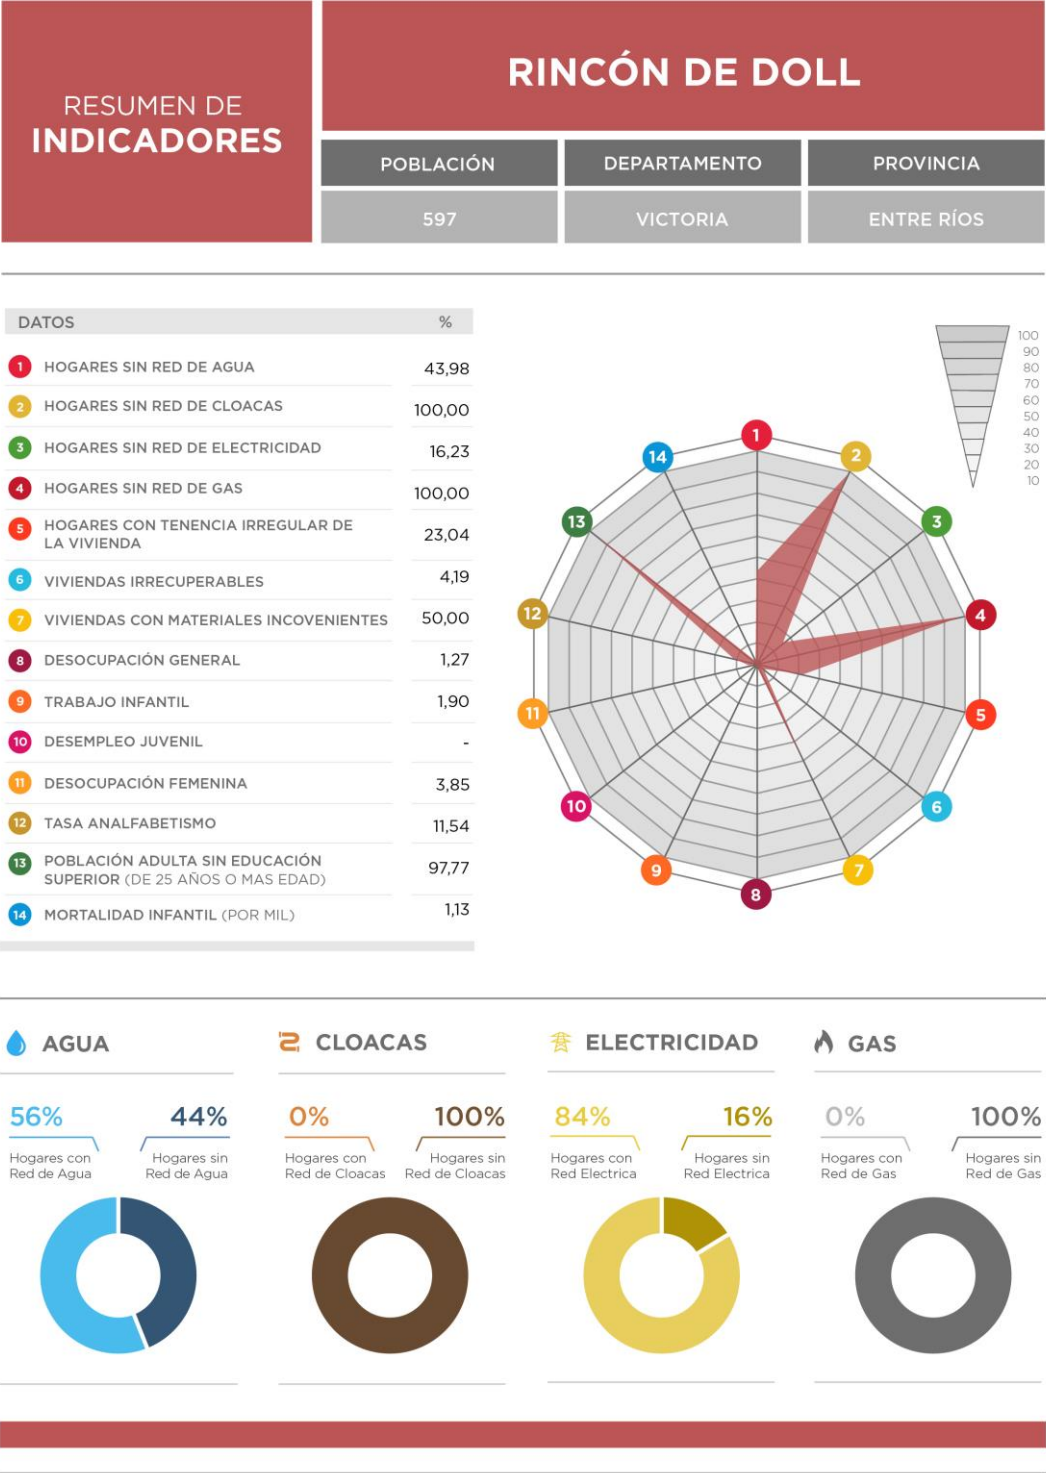 RESUMEN DE
INDICADORES
RINCÓN DE DOLL
POBLACIÓN
DEPARTAMENTO
PROVINCIA
597
VICTORIA
ENTRE RÍOS
DATOS %
1 HOGARES SIN RED DE AGUA 43,98
2 HOGARES SIN RED DE CLOACAS 100,00
3 HOGARES SIN RED DE ELECTRICIDAD 16,23
4 HOGARES SIN RED DE GAS 100,00
5 HOGARES CON TENENCIA IRREGULAR DE
LA VIVIENDA 23,04
6 VIVIENDAS IRRECUPERABLES 4,19
7 VIVIENDAS CON MATERIALES INCOVENIENTES 50,00
8 DESOCUPACIÓN GENERAL 1,27
9 TRABAJO INFANTIL 1,90
10 DESEMPLEO JUVENIL -
11 DESOCUPACIÓN FEMENINA 3,85
12 TASA ANALFABETISMO 11,54
13 POBLACIÓN ADULTA SIN EDUCACIÓN
SUPERIOR (DE 25 AÑOS O MAS EDAD) 97,77
14 MORTALIDAD INFANTIL (POR MIL) 1,13
100
90
80
70
60
50
40
30
20
10
1
2
3
4
5
6
7
8
9
10
11
12
13
14
AGUA
56% 44%
Hogares con
Red de Agua
Hogares sin
Red de Agua
CLOACAS
0% 100%
Hogares con
Red de Cloacas
Hogares sin
Red de Cloacas
ELECTRICIDAD
84% 16%
Hogares con
Red Electrica
Hogares sin
Red Electrica
GAS
0% 100%
Hogares con
Red de Gas
Hogares sin
Red de Gas